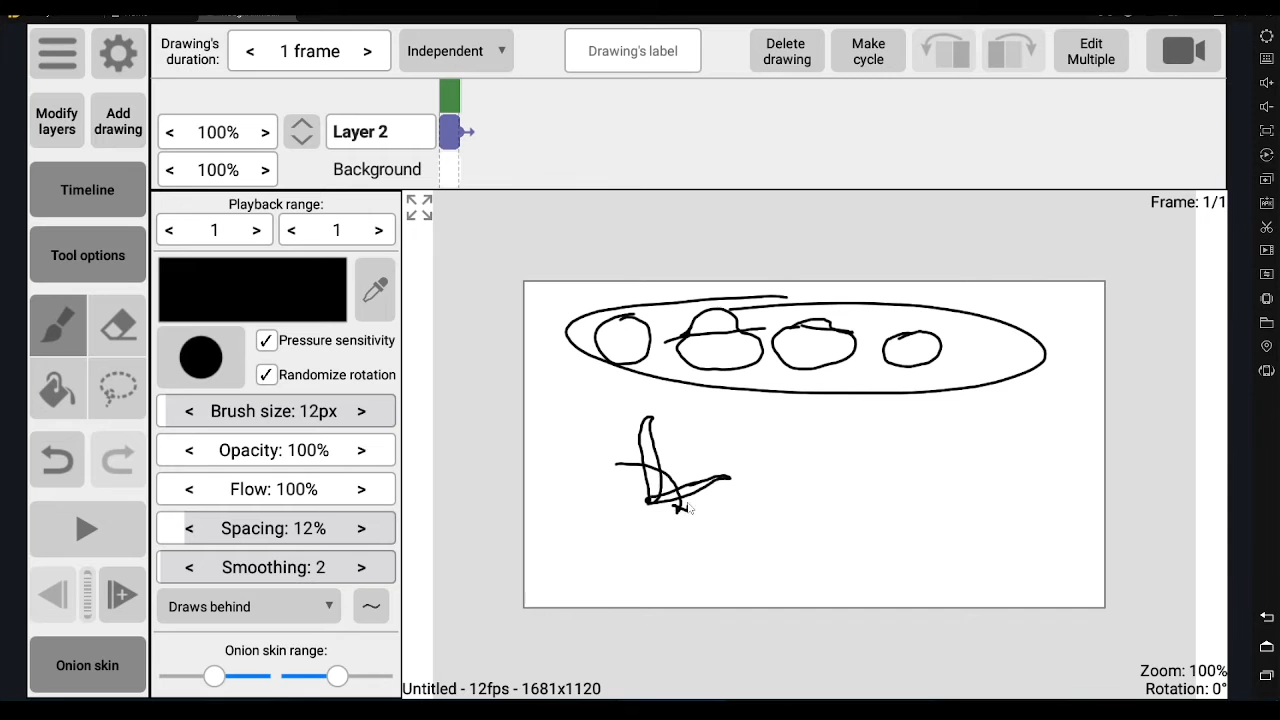 Drawing's duration:
< 1 frame >
Independent
Drawing's label
Delete drawing
Make cycle
Edit Multiple
Modify layers
Add drawing
< 100% >
Layer 2
< 100% >
Background
Timeline
Playback range:
< 1 >
< 1 >
Frame: 1/1
Tool options
Pressure sensitivity
Randomize rotation
< Brush size: 12px >
< Opacity: 100% >
< Flow: 100% >
< Spacing: 12% >
< Smoothing: 2 >
Draws behind
Onion skin
Onion skin range:
Zoom: 100%
Untitled - 12fps - 1681x1120
Rotation: 0°